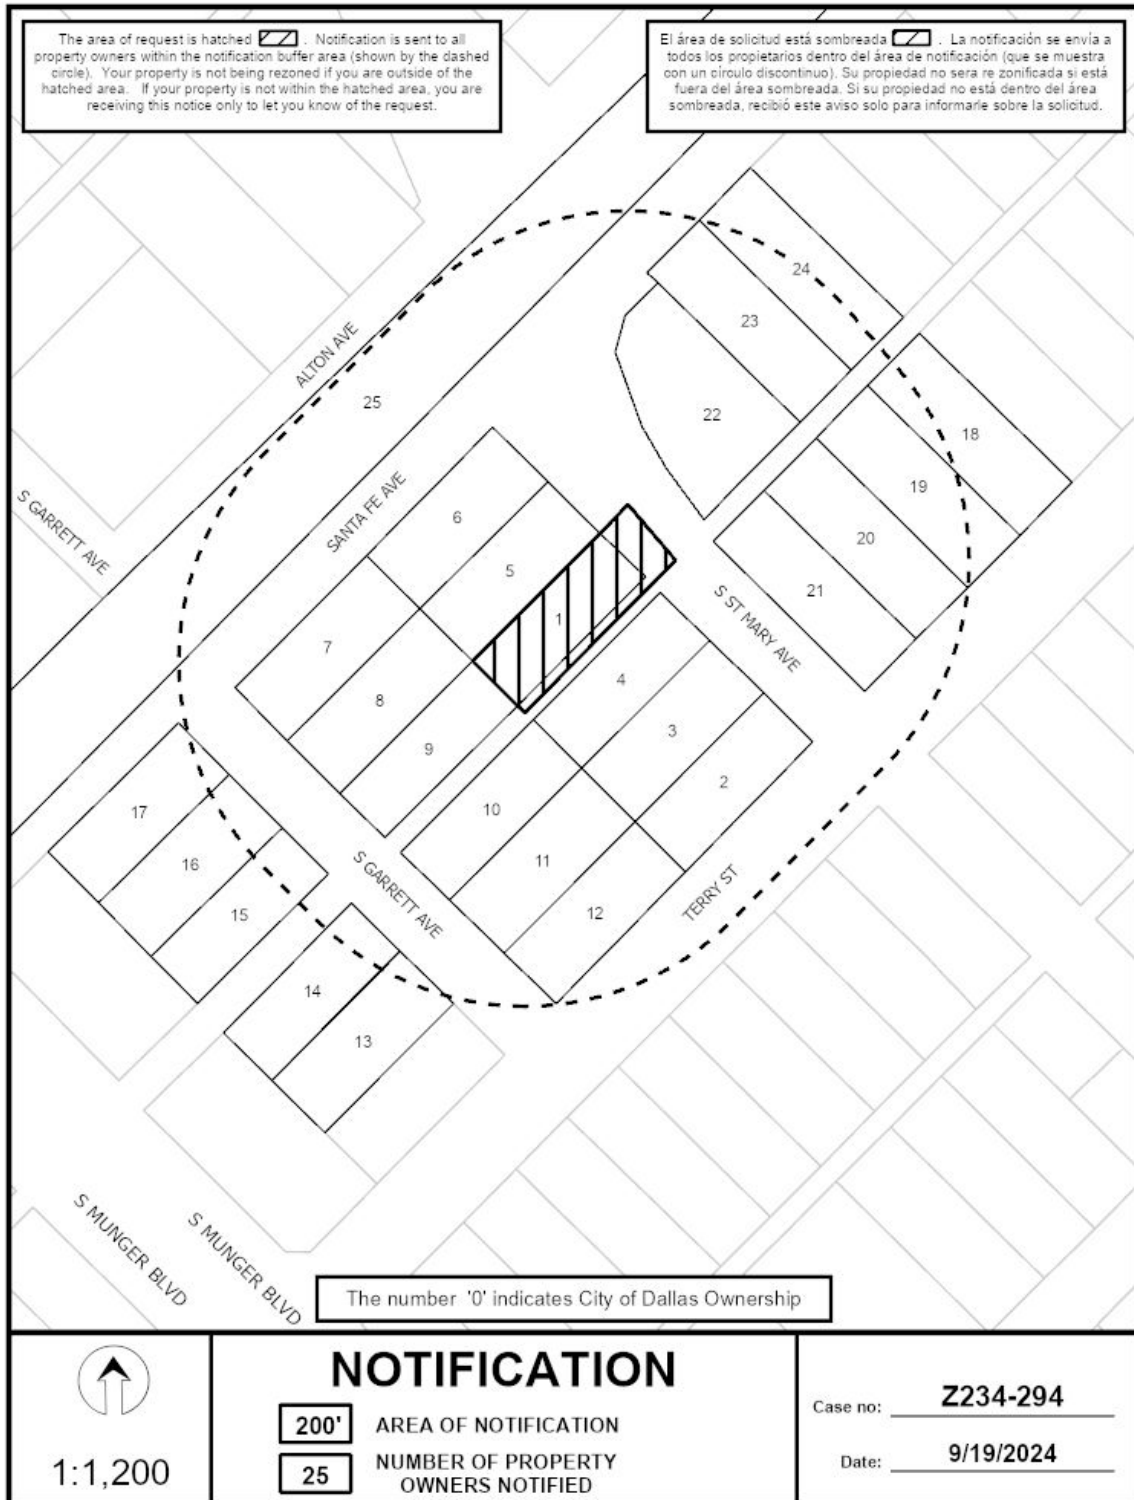 The area of request is hatched . Notification is sent to all
property owners within the notification buffer area (shown by the dashed
circle). Your property is not being rezoned if you are outside of the
hatched area. If your property is not within the hatched area, you are
receiving this notice only to let you know of the request.
El área de solicitud está sombreada . La notificación se envía a
todos los propietarios dentro del área de notificación (que se muestra
con un círculo discontinuo). Su propiedad no sera re zonificada si está
fuera del área sombreada. Si su propiedad no está dentro del área
sombreada, recibió este aviso solo para informarle sobre la solicitud.
24
23
ALTON AVE
25
22
18
SANTA FE AVE
19
S GARRETT AVE
6
20
5
21
S ST MARY AVE
1
7
4
8
3
9
2
10
17
11
16
S GARRETT AVE
TERRY ST
12
15
14
13
S MUNGER BLVD
S MUNGER BLVD
The number '0' indicates City of Dallas Ownership
1:1,200
NOTIFICATION
200' AREA OF NOTIFICATION
25 NUMBER OF PROPERTY
OWNERS NOTIFIED
Case no: Z234-294
Date: 9/19/2024